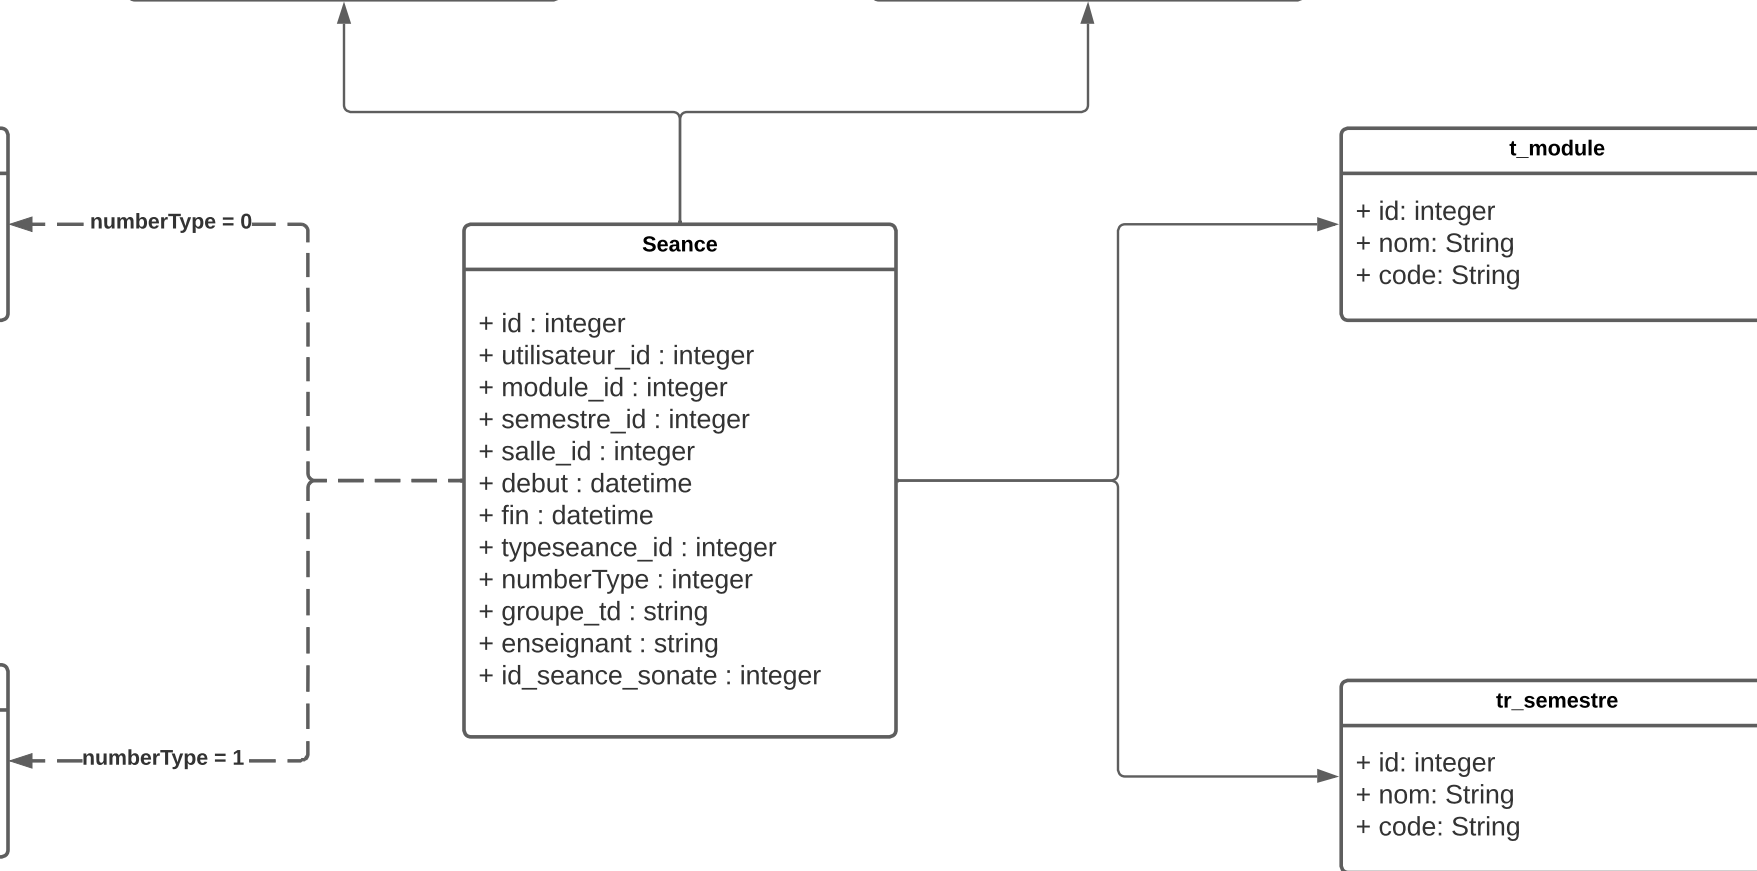 t_module
+ id: integer
+ nom: String
+ code: String
numberType = 0
Seance
+ id : integer
+ utilisateur_id : integer
+ module_id : integer
+ semestre_id : integer
+ salle_id : integer
+ debut : datetime
+ fin : datetime
+ typeseance_id : integer
+ numberType : integer
+ groupe_td : string
+ enseignant : string
+ id_seance_sonate : integer
numberType = 1
tr_semestre
+ id: integer
+ nom: String
+ code: String